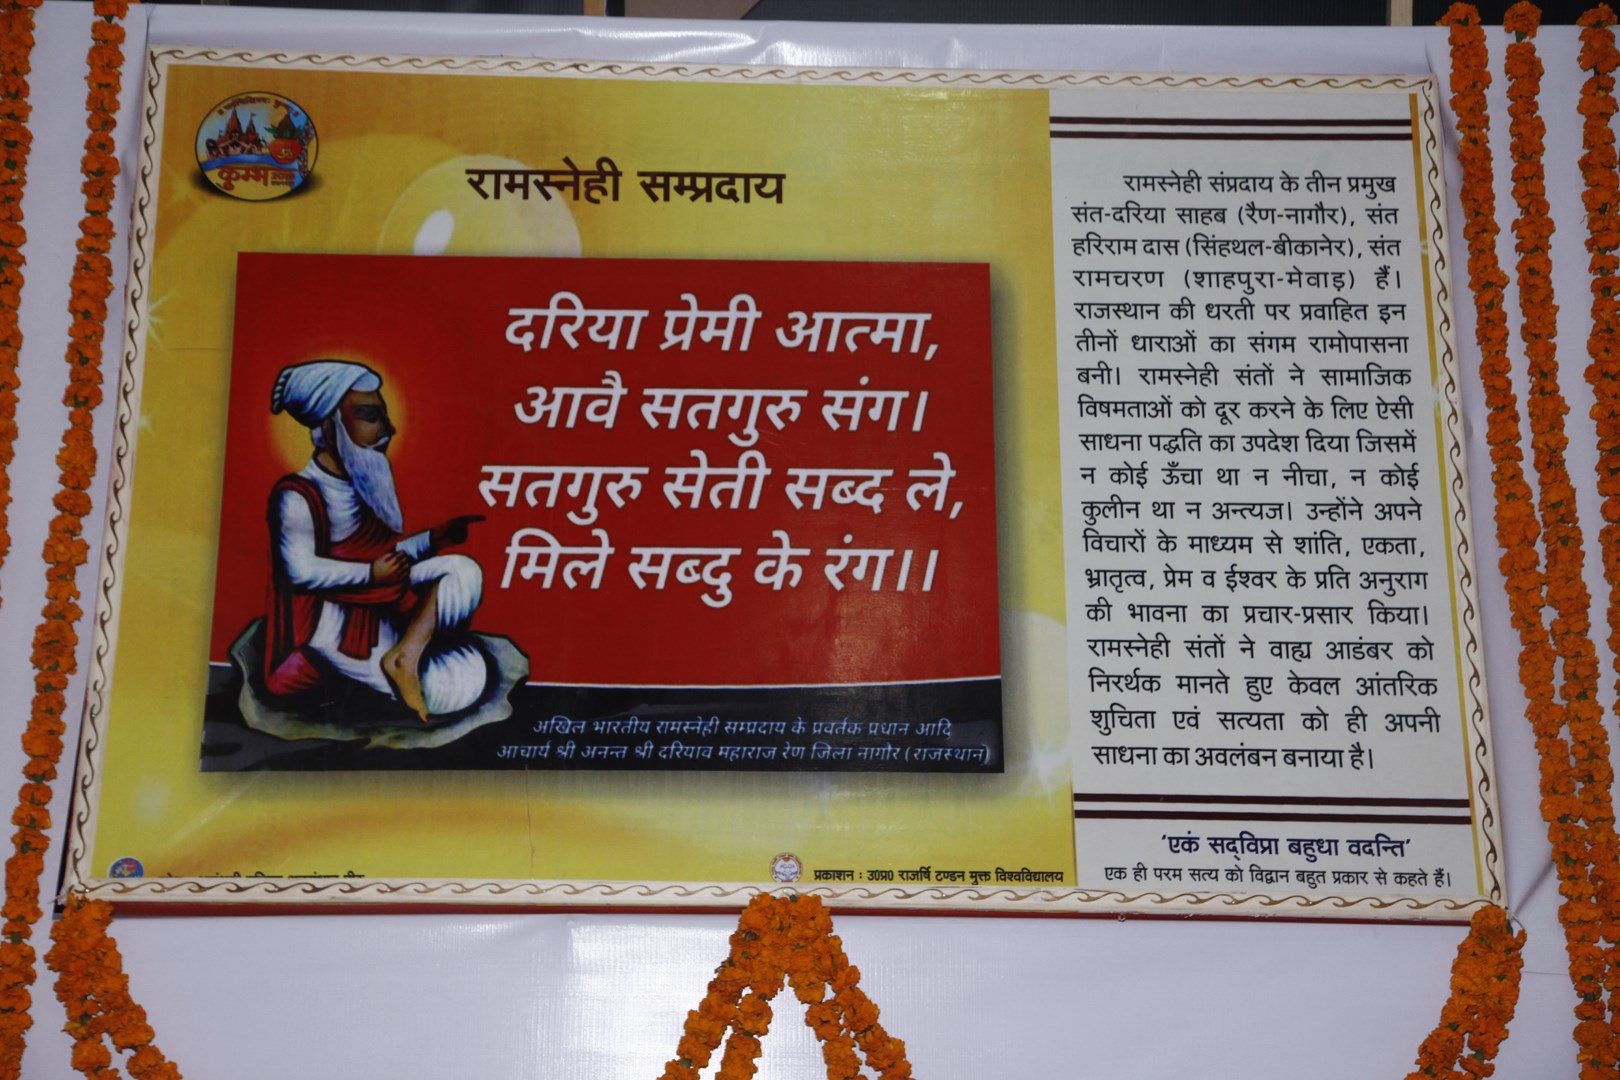 कुम्भ
रामस्नेही सम्प्रदाय
दरिया प्रेमी आत्मा,
आवै सतगुरु संग।
सतगुरु सेती सब्द ले,
मिले सब्दु के रंग।।
अखिल भारतीय रामस्नेही सम्प्रदाय के प्रवर्तक प्रधान आदि
आचार्य श्री अनन्त श्री दरियाव महाराज रेण जिला नागौर (राजस्थान)
प्रकाशन : उ0प्र0 राजर्षि टण्डन मुक्त विश्वविद्यालय
रामस्नेही संप्रदाय के तीन प्रमुख
संत-दरिया साहब (रैण-नागौर), संत
हरिराम दास (सिंहथल-बीकानेर), संत
रामचरण (शाहपुरा-मेवाड़) हैं।
राजस्थान की धरती पर प्रवाहित इन
तीनों धाराओं का संगम रामोपासना
बनी। रामस्नेही संतों ने सामाजिक
विषमताओं को दूर करने के लिए ऐसी
साधना पद्धति का उपदेश दिया जिसमें
न कोई ऊँचा था न नीचा, न कोई
कुलीन था न अन्त्यज। उन्होंने अपने
विचारों के माध्यम से शांति, एकता,
भ्रातृत्व, प्रेम व ईश्वर के प्रति अनुराग
की भावना का प्रचार-प्रसार किया।
रामस्नेही संतों ने वाह्य आडंबर को
निरर्थक मानते हुए केवल आंतरिक
शुचिता एवं सत्यता को ही अपनी
साधना का अवलंबन बनाया है।
'एकं सद्‌विप्रा बहुधा वदन्ति'
एक ही परम सत्य को विद्वान बहुत प्रकार से कहते हैं।